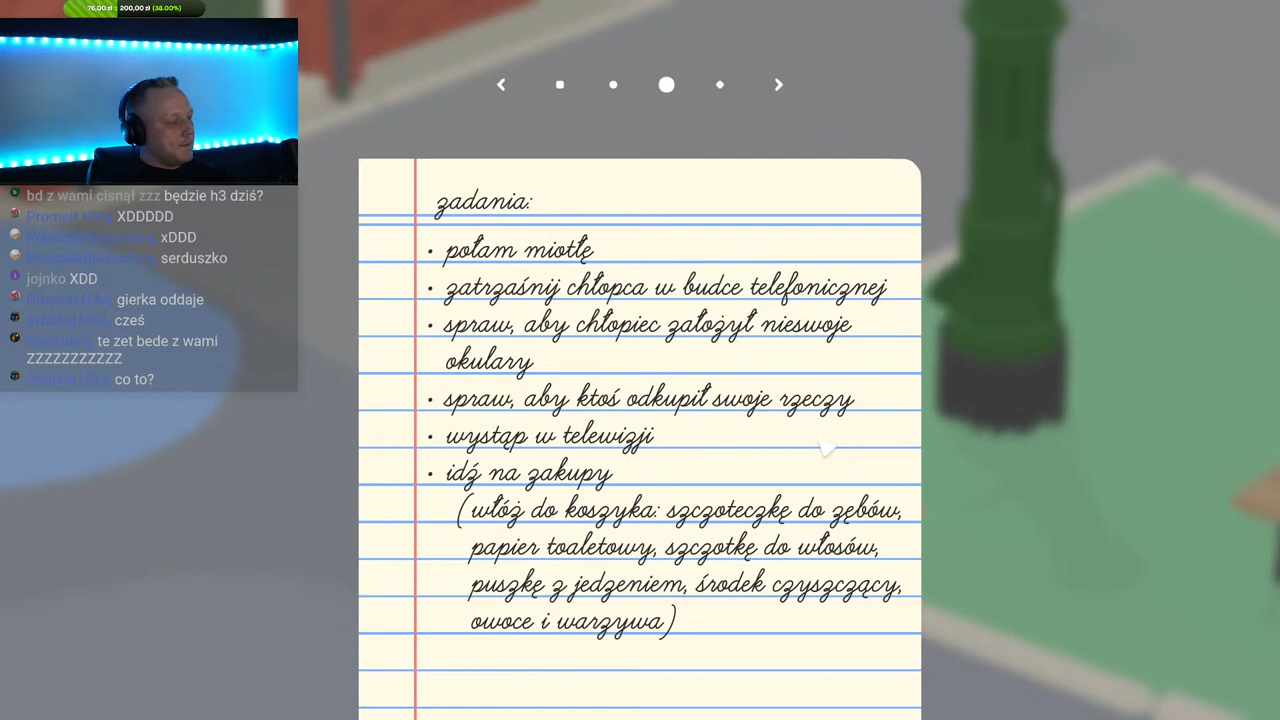 76,00 zł : 200,00 zł (38.00%)
bd z wami cisnął zzz będzie h3 dziś?
XDDDDD
xDDD
serduszko
jojnko XDD
gierka oddaje
cześ
te zet bede z wami
ZZZZZZZZZZZ
co to?
zadania:
• połam miotłę
• zatrzaśnij chłopca w budce telefonicznej
• spraw, aby chłopiec założył nieswoje
okulary
• spraw, aby ktoś odkupił swoje rzeczy
• wystąp w telewizji
• idź na zakupy
(włóż do koszyka: szczoteczkę do zębów,
papier toaletowy, szczotkę do włosów,
puszkę z jedzeniem, środek czyszczący,
owoce i warzywa)